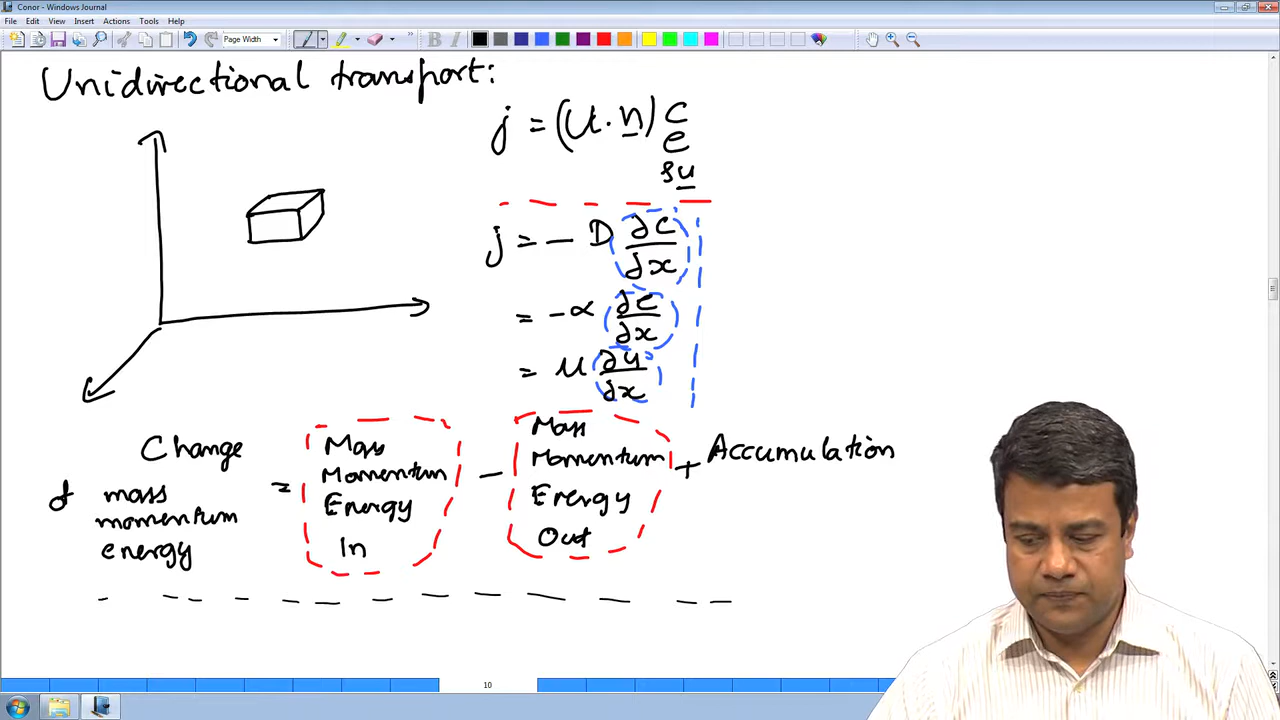 Conor - Windows Journal
File Edit View Insert Actions Tools Help
Page Width
Unidirectional transport:
j = (u · n) c
e
ρu
j = - D ∂c/∂x
= -α ∂e/∂x
= μ ∂u/∂x
Change of mass momentum energy = Mass Momentum Energy In - Mass Momentum Energy Out + Accumulation
10